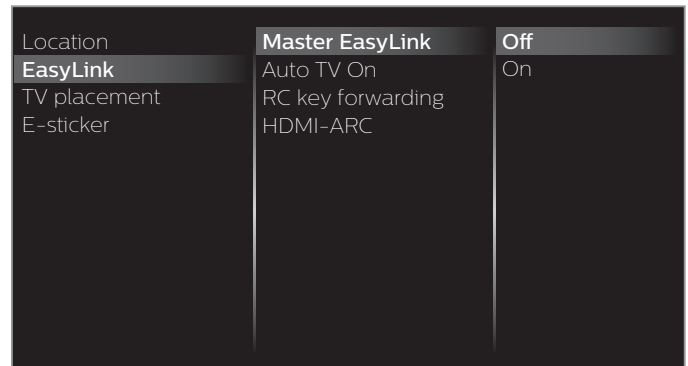 Location
EasyLink
TV placement
E-sticker
Master EasyLink
Auto TV On
RC key forwarding
HDMI-ARC
Off
On